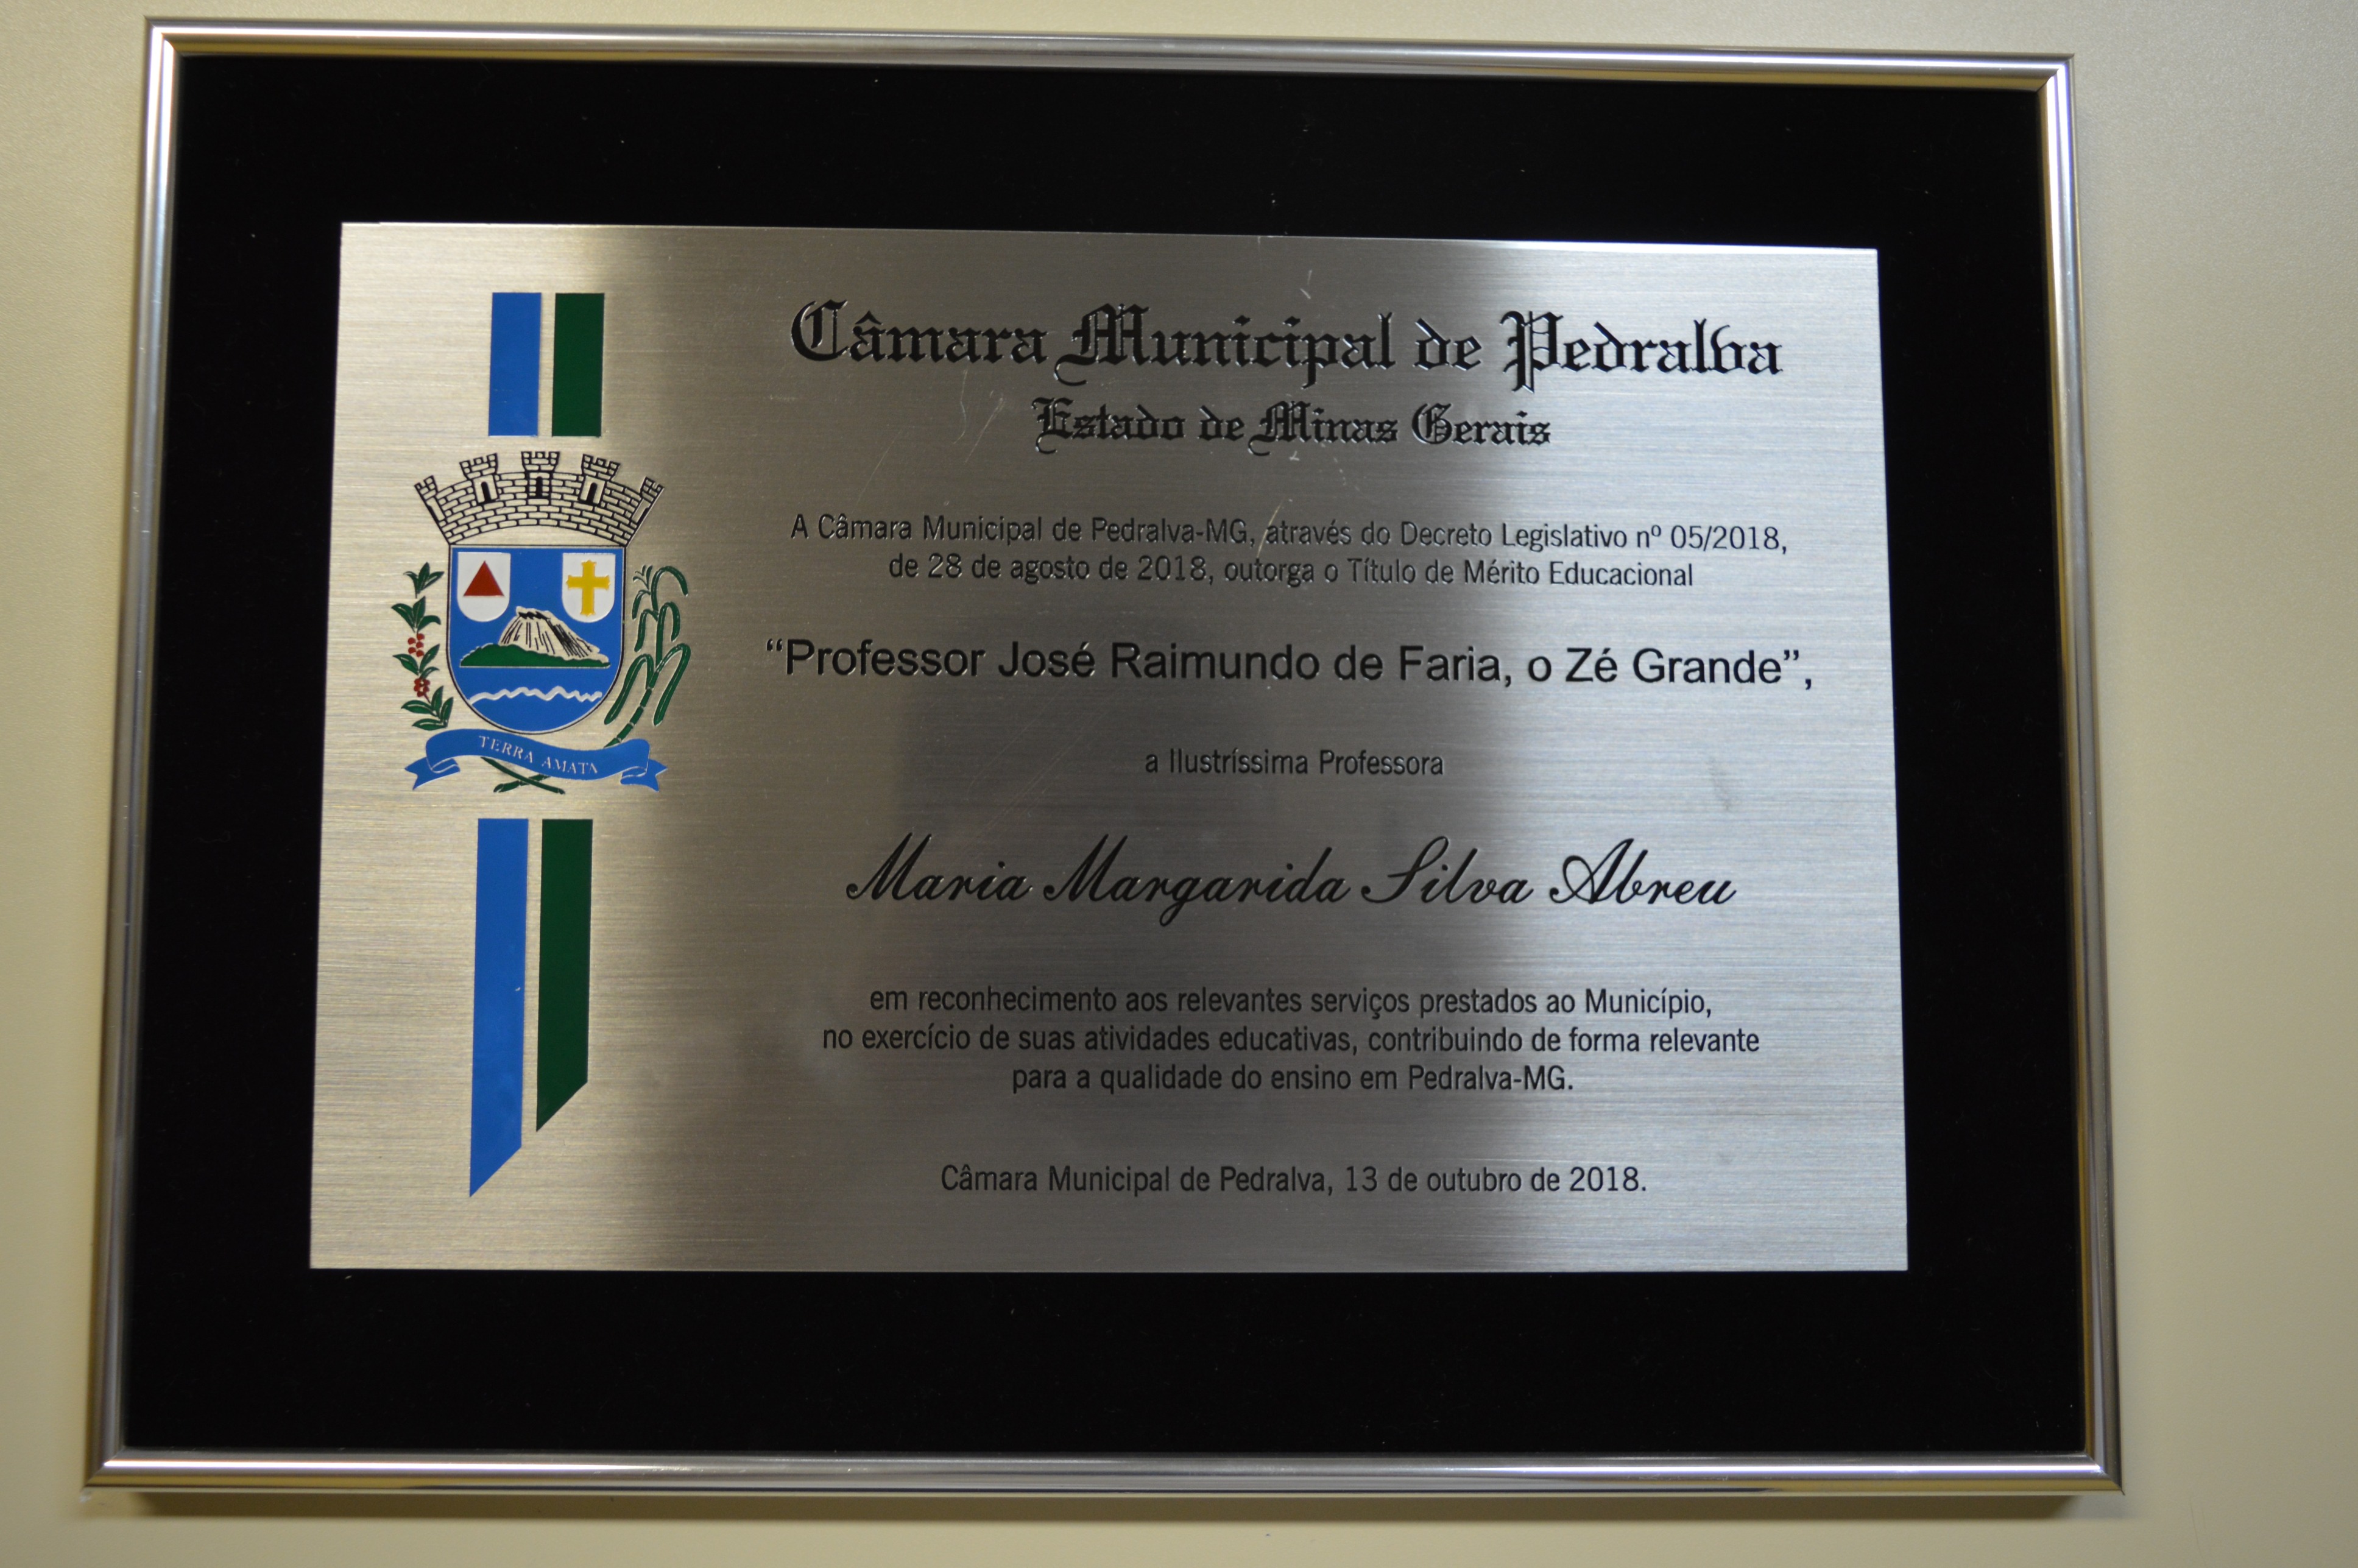 Câmara Municipal de Pedralva
Estado de Minas Gerais
A Câmara Municipal de Pedralva-MG, através do Decreto Legislativo nº 05/2018,
de 28 de agosto de 2018, outorga o Título de Mérito Educacional
“Professor José Raimundo de Faria, o Zé Grande”,
a Ilustríssima Professora
Maria Margarida Silva Abreu
em reconhecimento aos relevantes serviços prestados ao Município,
no exercício de suas atividades educativas, contribuindo de forma relevante
para a qualidade do ensino em Pedralva-MG.
Câmara Municipal de Pedralva, 13 de outubro de 2018.
TERRA AMATA